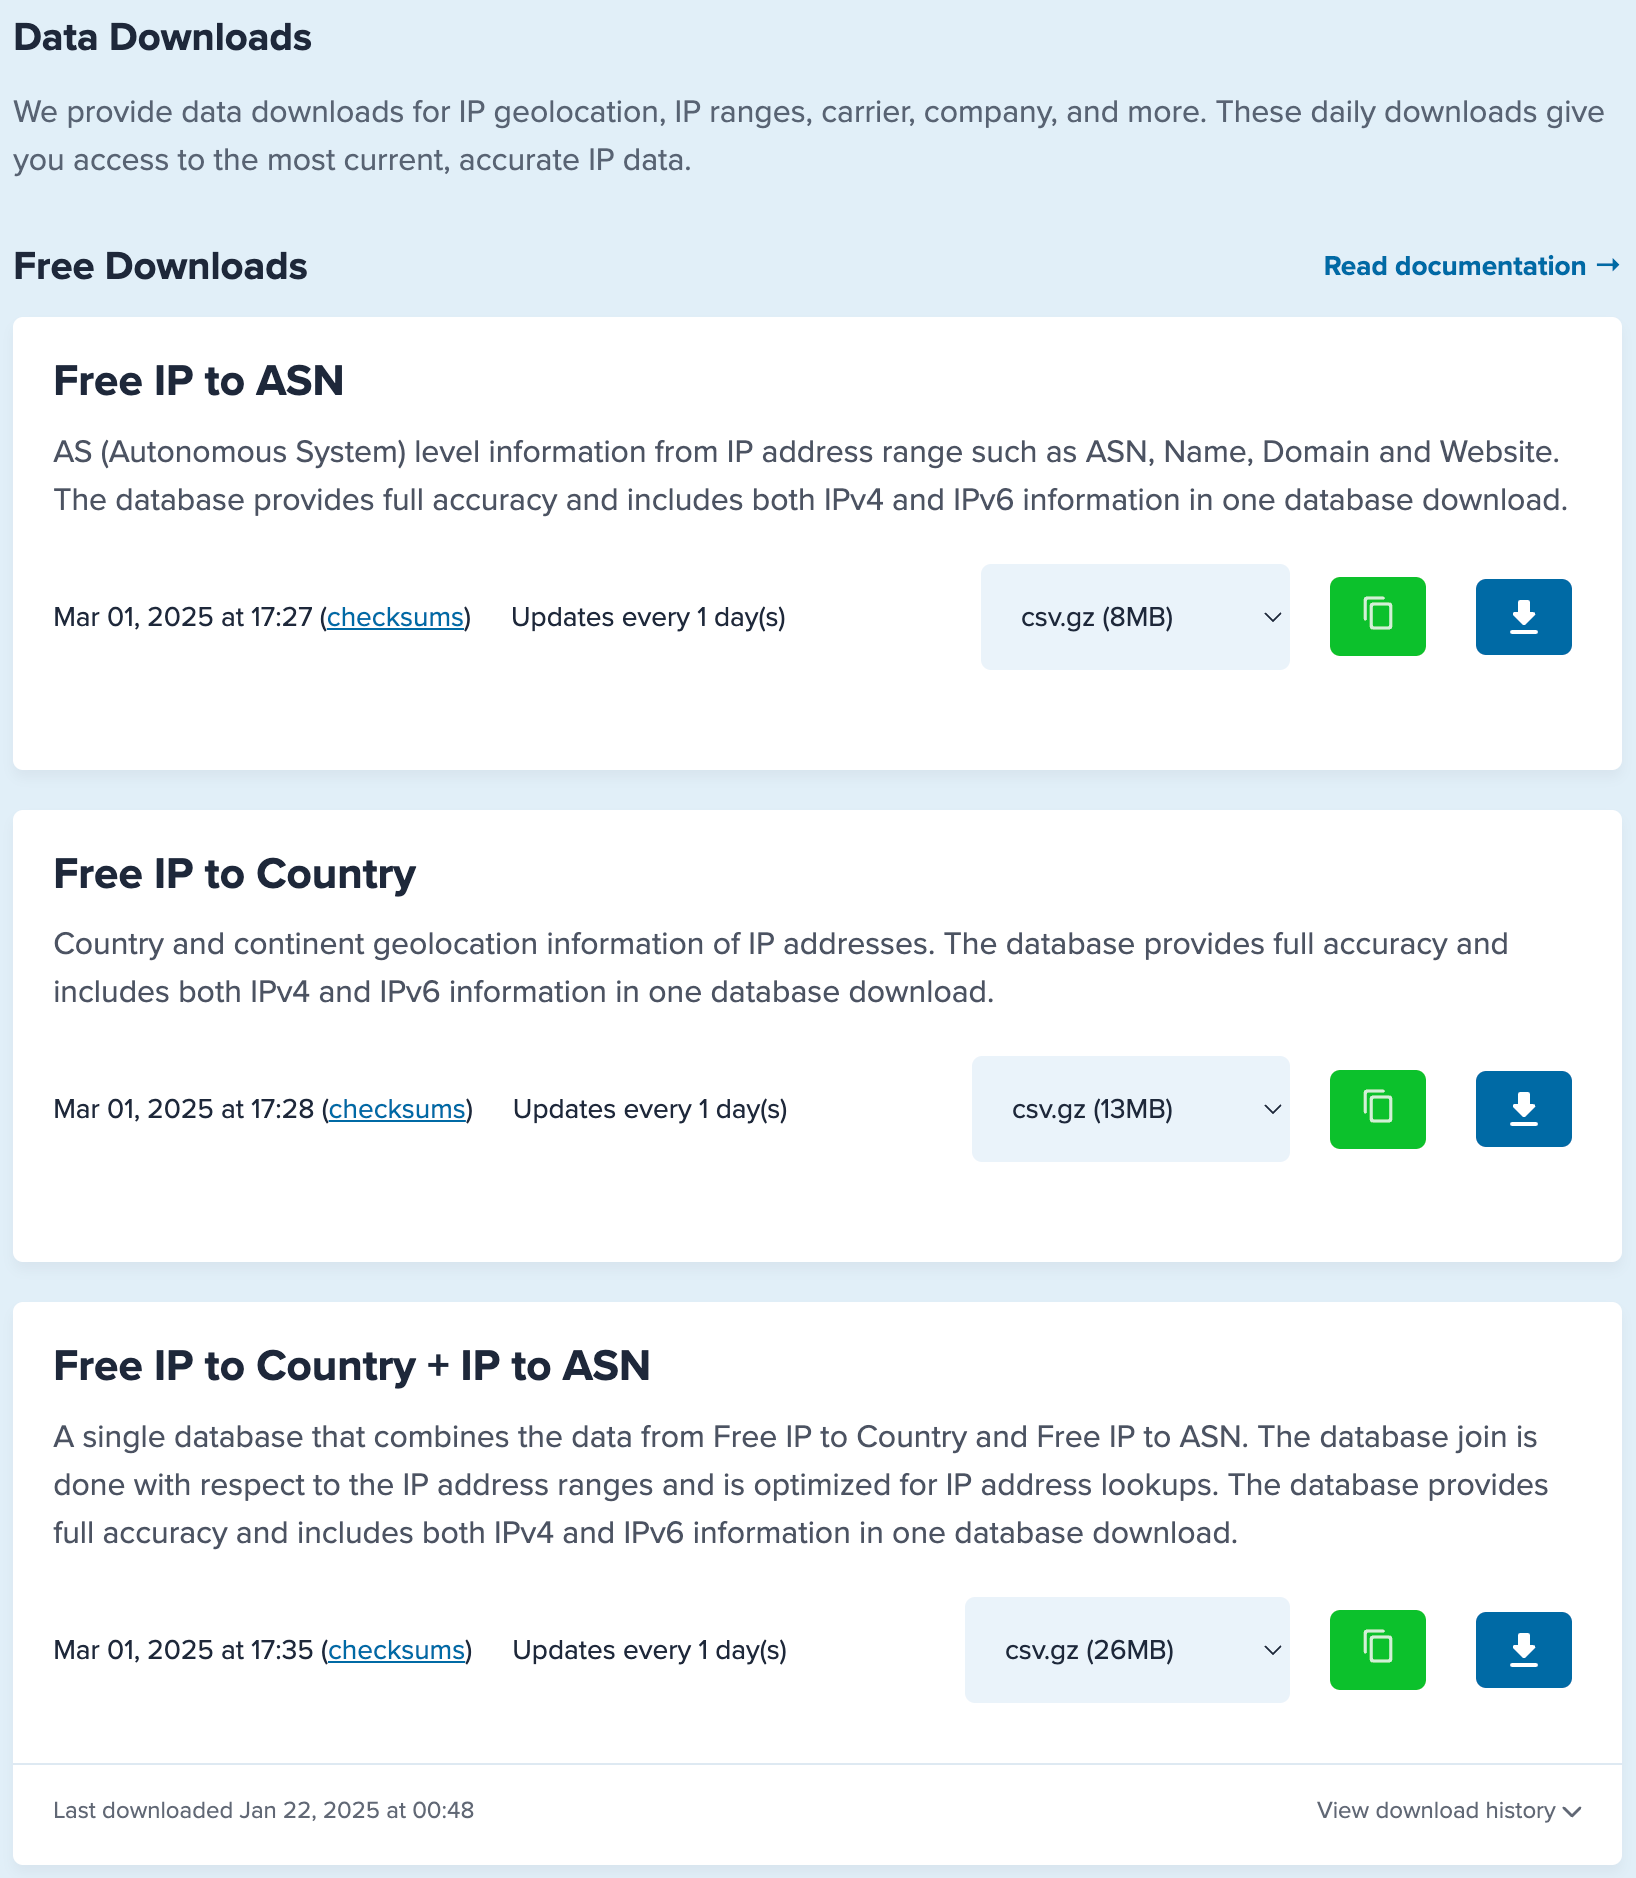 Data Downloads
We provide data downloads for IP geolocation, IP ranges, carrier, company, and more. These daily downloads give
you access to the most current, accurate IP data.
Free Downloads
Read documentation →
Free IP to ASN
AS (Autonomous System) level information from IP address range such as ASN, Name, Domain and Website.
The database provides full accuracy and includes both IPv4 and IPv6 information in one database download.
Mar 01, 2025 at 17:27 (checksums) Updates every 1 day(s) csv.gz (8MB)
Free IP to Country
Country and continent geolocation information of IP addresses. The database provides full accuracy and
includes both IPv4 and IPv6 information in one database download.
Mar 01, 2025 at 17:28 (checksums) Updates every 1 day(s) csv.gz (13MB)
Free IP to Country + IP to ASN
A single database that combines the data from Free IP to Country and Free IP to ASN. The database join is
done with respect to the IP address ranges and is optimized for IP address lookups. The database provides
full accuracy and includes both IPv4 and IPv6 information in one database download.
Mar 01, 2025 at 17:35 (checksums) Updates every 1 day(s) csv.gz (26MB)
Last downloaded Jan 22, 2025 at 00:48 View download history